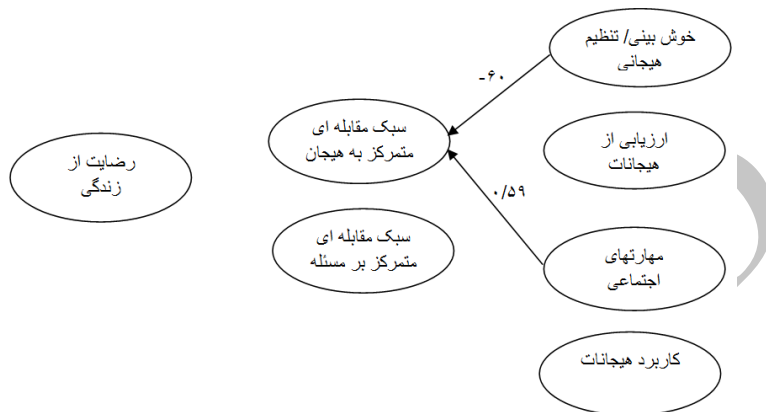 خوش بینی/ تنظیم
هیجانی
-۶۰
سبک مقابله ای
متمرکز به هیجان
ارزیابی از
هیجانات
رضایت از
زندگی
۰/۵۹
سبک مقابله ای
متمرکز بر مسئله
مهارتهای
اجتماعی
کاربرد هیجانات